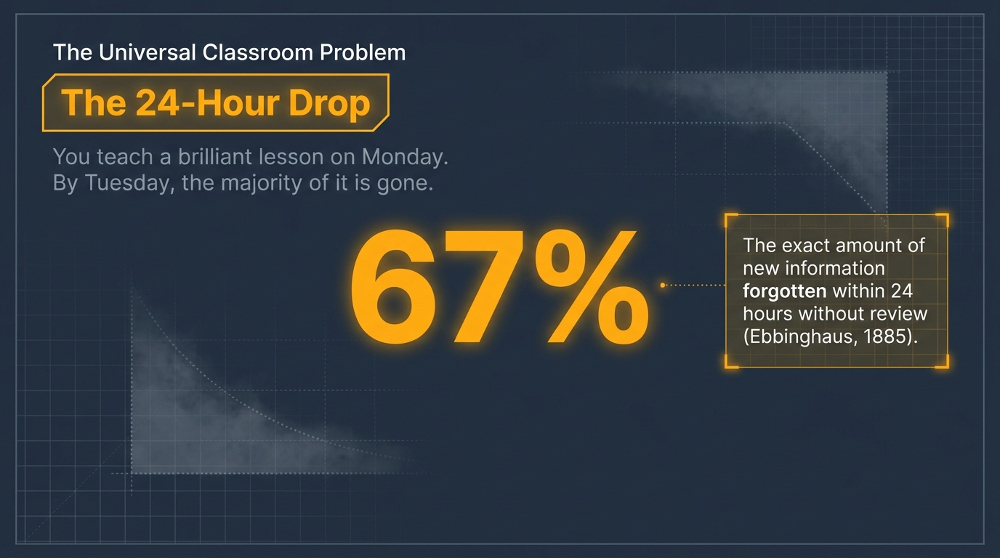 The Universal Classroom Problem
The 24-Hour Drop
You teach a brilliant lesson on Monday.
By Tuesday, the majority of it is gone.
67%
The exact amount of
new information
forgotten within 24
hours without review
(Ebbinghaus, 1885).